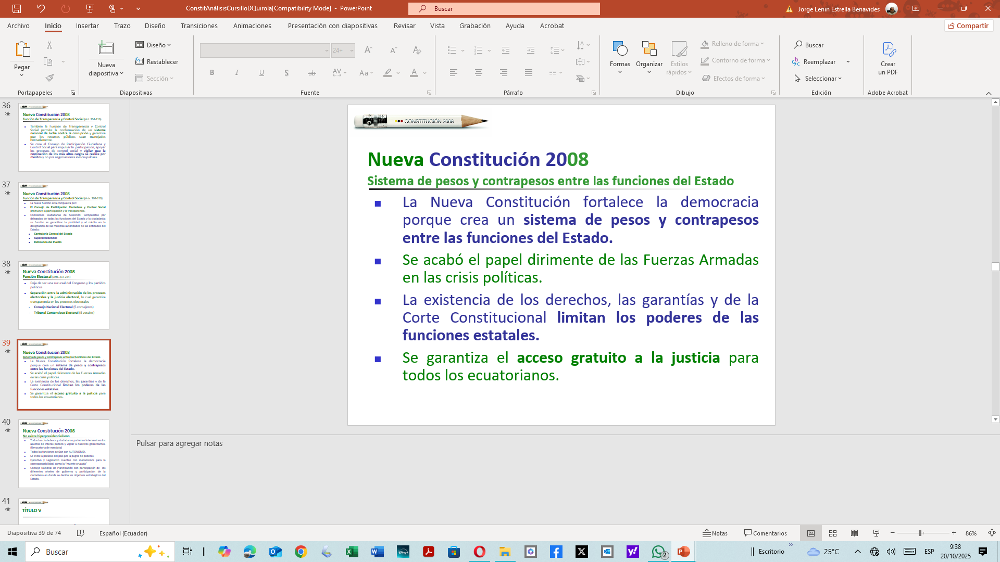 ConstitAnálisisCursilloDQuirola[Compatibility Mode] - PowerPoint
Buscar
Jorge Lenin Estrella Benavides
Archivo Inicio Insertar Trazo Diseño Transiciones Animaciones Presentación con diapositivas Revisar Vista Grabación Ayuda Acrobat
Compartir
Pegar
Portapapeles
Nueva diapositiva
Diseño
Restablecer
Sección
Diapositivas
24+
Fuente
Párrafo
Formas
Organizar
Estilos rápidos
Relleno de forma
Contorno de forma
Efectos de forma
Dibujo
Buscar
Reemplazar
Seleccionar
Edición
Crear un PDF
Adobe Acrobat
36
Nueva Constitución 2008
Función de Transparencia y Control Social (Art. 204-216)
También la Función de Transparencia y Control
Social permite la conformación de un sistema
nacional de lucha contra la corrupción y garantiza
que los recursos públicos sean manejados
honradamente.
Se crea el Consejo de Participación Ciudadana y
Control Social para impulsar la participación, apoyar
los procesos de control social y vigilar que la
nominación de los más altos cargos se realice por
méritos y no por negociaciones inescrupulosas.
37
Nueva Constitución 2008
Función de Transparencia y Control Social (Arts. 204-210)
La nueva función esta compuesta por:
El Consejo de Participación Ciudadana y Control Social
promueve la participación y la transparencia.
Comisiones Ciudadanas de Selección: Compuestas por
delegados de todas las funciones del Estado y la ciudadanía;
su función es garantizar la probidad y el mérito en la
designación de las máximas autoridades de las entidades del
Estado:
Contraloría General del Estado
Superintendencias
Defensoría del Pueblo
38
Nueva Constitución 2008
Función Electoral (Arts. 217-224)
Deja de ser una sucursal del Congreso y los partidos
políticos
Separación entre la administración de los procesos
electorales y la justicia electoral, lo cual garantiza
transparencia en los procesos electorales
- Consejo Nacional Electoral (5 consejeros)
- Tribunal Contencioso Electoral (5 vocales)
39
Nueva Constitución 2008
Sistema de pesos y contrapesos entre las funciones del Estado
La Nueva Constitución fortalece la democracia
porque crea un sistema de pesos y contrapesos
entre las funciones del Estado.
Se acabó el papel dirimente de las Fuerzas Armadas
en las crisis políticas.
La existencia de los derechos, las garantías y de la
Corte Constitucional limitan los poderes de las
funciones estatales.
Se garantiza el acceso gratuito a la justicia para
todos los ecuatorianos.
40
Nueva Constitución 2008
No existe hiperpresidencialismo
Todos los ciudadanos y ciudadanas podemos intervenir en los
asuntos de interés público y vigilar a nuestros gobernantes.
(Revocatoria de mandato)
Todos las funciones actúan con AUTONOMÍA.
Se evita la parálisis del país por la pugna de poderes.
Ejecutivo y Legislativo cuentan con mecanismos para la
corresponsabilidad, como la "muerte cruzada"
Consejo Nacional de Planificación con participación de los
diferentes niveles de gobierno y participación de la
ciudadanía en donde se decide los objetivos estratégicos del
Estado.
41
TÍTULO V
CONSTITUCIÓN 2008
Nueva Constitución 2008
Sistema de pesos y contrapesos entre las funciones del Estado
La Nueva Constitución fortalece la democracia
porque crea un sistema de pesos y contrapesos
entre las funciones del Estado.
Se acabó el papel dirimente de las Fuerzas Armadas
en las crisis políticas.
La existencia de los derechos, las garantías y de la
Corte Constitucional limitan los poderes de las
funciones estatales.
Se garantiza el acceso gratuito a la justicia para
todos los ecuatorianos.
Pulsar para agregar notas
Diapositiva 39 de 74
Español (Ecuador)
Notas
Comentarios
86%
Buscar
Escritorio
25°C
ESP
9:38
20/10/2025